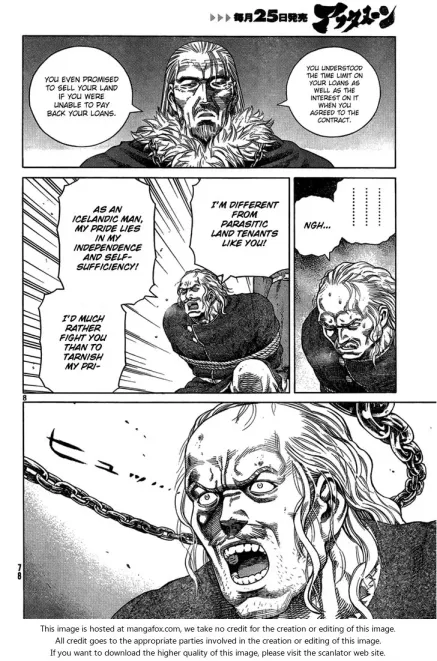 ▷▷▷ 毎月25日発売 アフタヌーン
YOU UNDERSTOOD
THE TIME LIMIT ON
YOUR LOANS AS
WELL AS THE
INTEREST ON IT
WHEN YOU
AGREED TO THE
CONTRACT.
YOU EVEN PROMISED
TO SELL YOUR LAND
IF YOU WERE
UNABLE TO PAY
BACK YOUR LOANS.
NGH...
I'M DIFFERENT
FROM
PARASITIC
LAND TENANTS
LIKE YOU!
AS AN
ICELANDIC MAN,
MY PRIDE LIES
IN MY
INDEPENDENCE
AND SELF-
SUFFICIENCY!
I'D MUCH
RATHER
FIGHT YOU
THAN TO
TARNISH
MY PRI-
8
ヒュッ
78
This image is hosted at mangafox.com, we take no credit for the creation or editing of this image.
All credit goes to the appropriate parties involved in the creation or editing of this image.
If you want to download the higher quality of this image, please visit the scanlator web site.